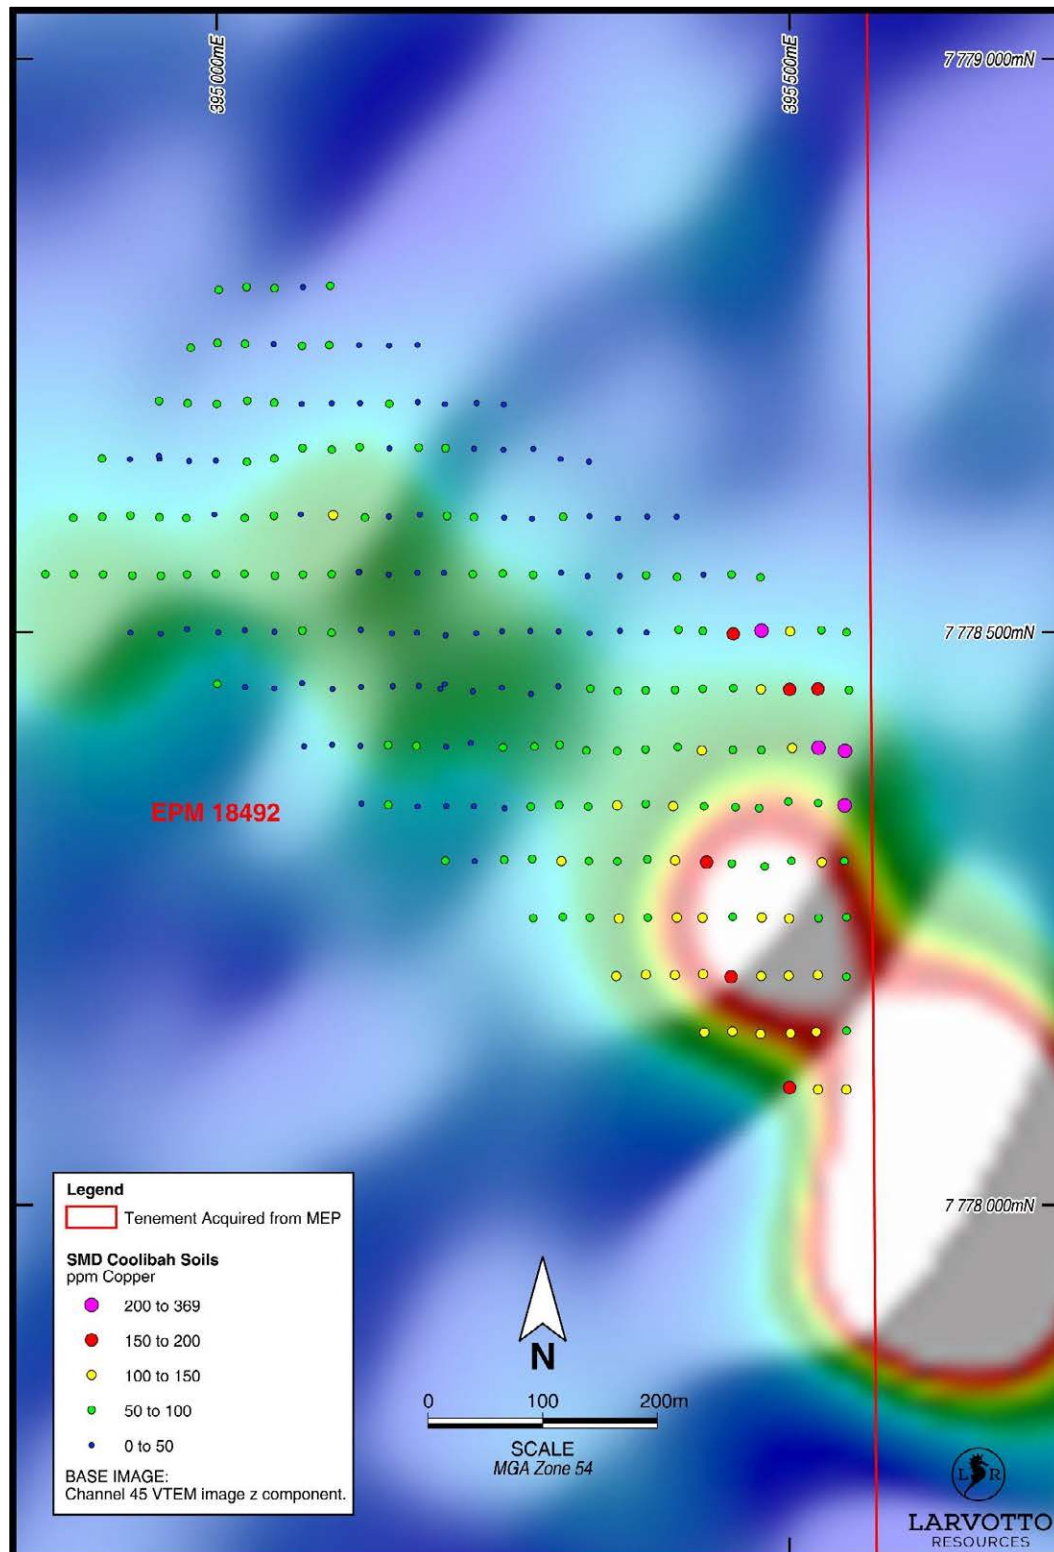 395 000mE
395 500mE
7 779 000mN
7 778 500mN
EPM 18492
7 778 000mN
Legend
Tenement Acquired from MEP
SMD Coolibah Soils
ppm Copper
200 to 369
150 to 200
100 to 150
50 to 100
0 to 50
BASE IMAGE:
Channel 45 VTEM image z component.
N
0 100 200m
SCALE
MGA Zone 54
L R
LARVOTTO
RESOURCES